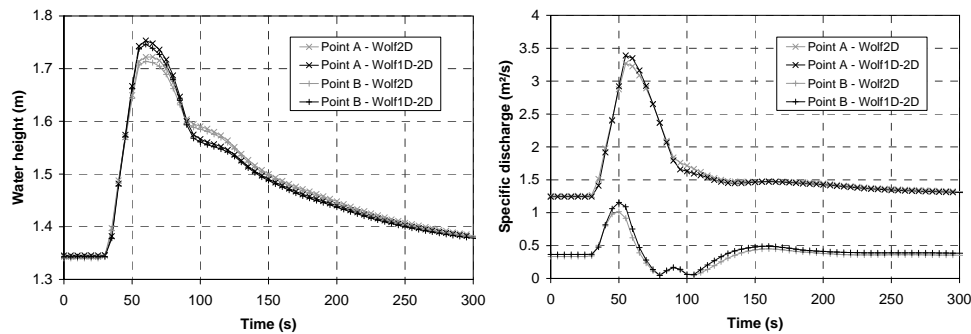 Water height (m)
1.8
1.7
1.6
1.5
1.4
1.3
0
50
100
150
200
250
300
Time (s)
Point A - Wolf2D
Point A - Wolf1D-2D
Point B - Wolf2D
Point B - Wolf1D-2D
Specific discharge (m²/s)
4
3.5
3
2.5
2
1.5
1
0.5
0
0
50
100
150
200
250
300
Time (s)
Point A - Wolf2D
Point A - Wolf1D-2D
Point B - Wolf2D
Point B - Wolf1D-2D